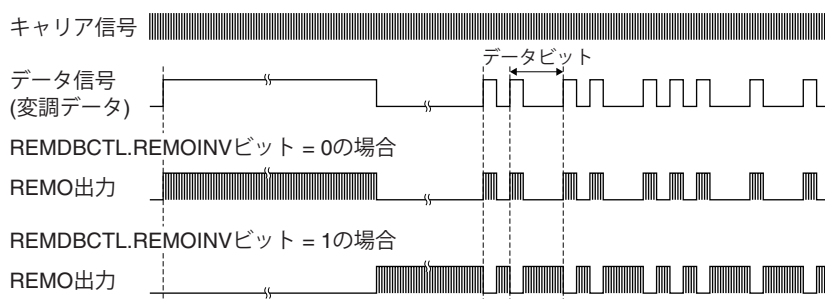 キャリア信号
データビット
データ信号
(変調データ)
REMDBCTL.REMOINVビット = 0の場合
REMO出力
REMDBCTL.REMOINVビット = 1の場合
REMO出力